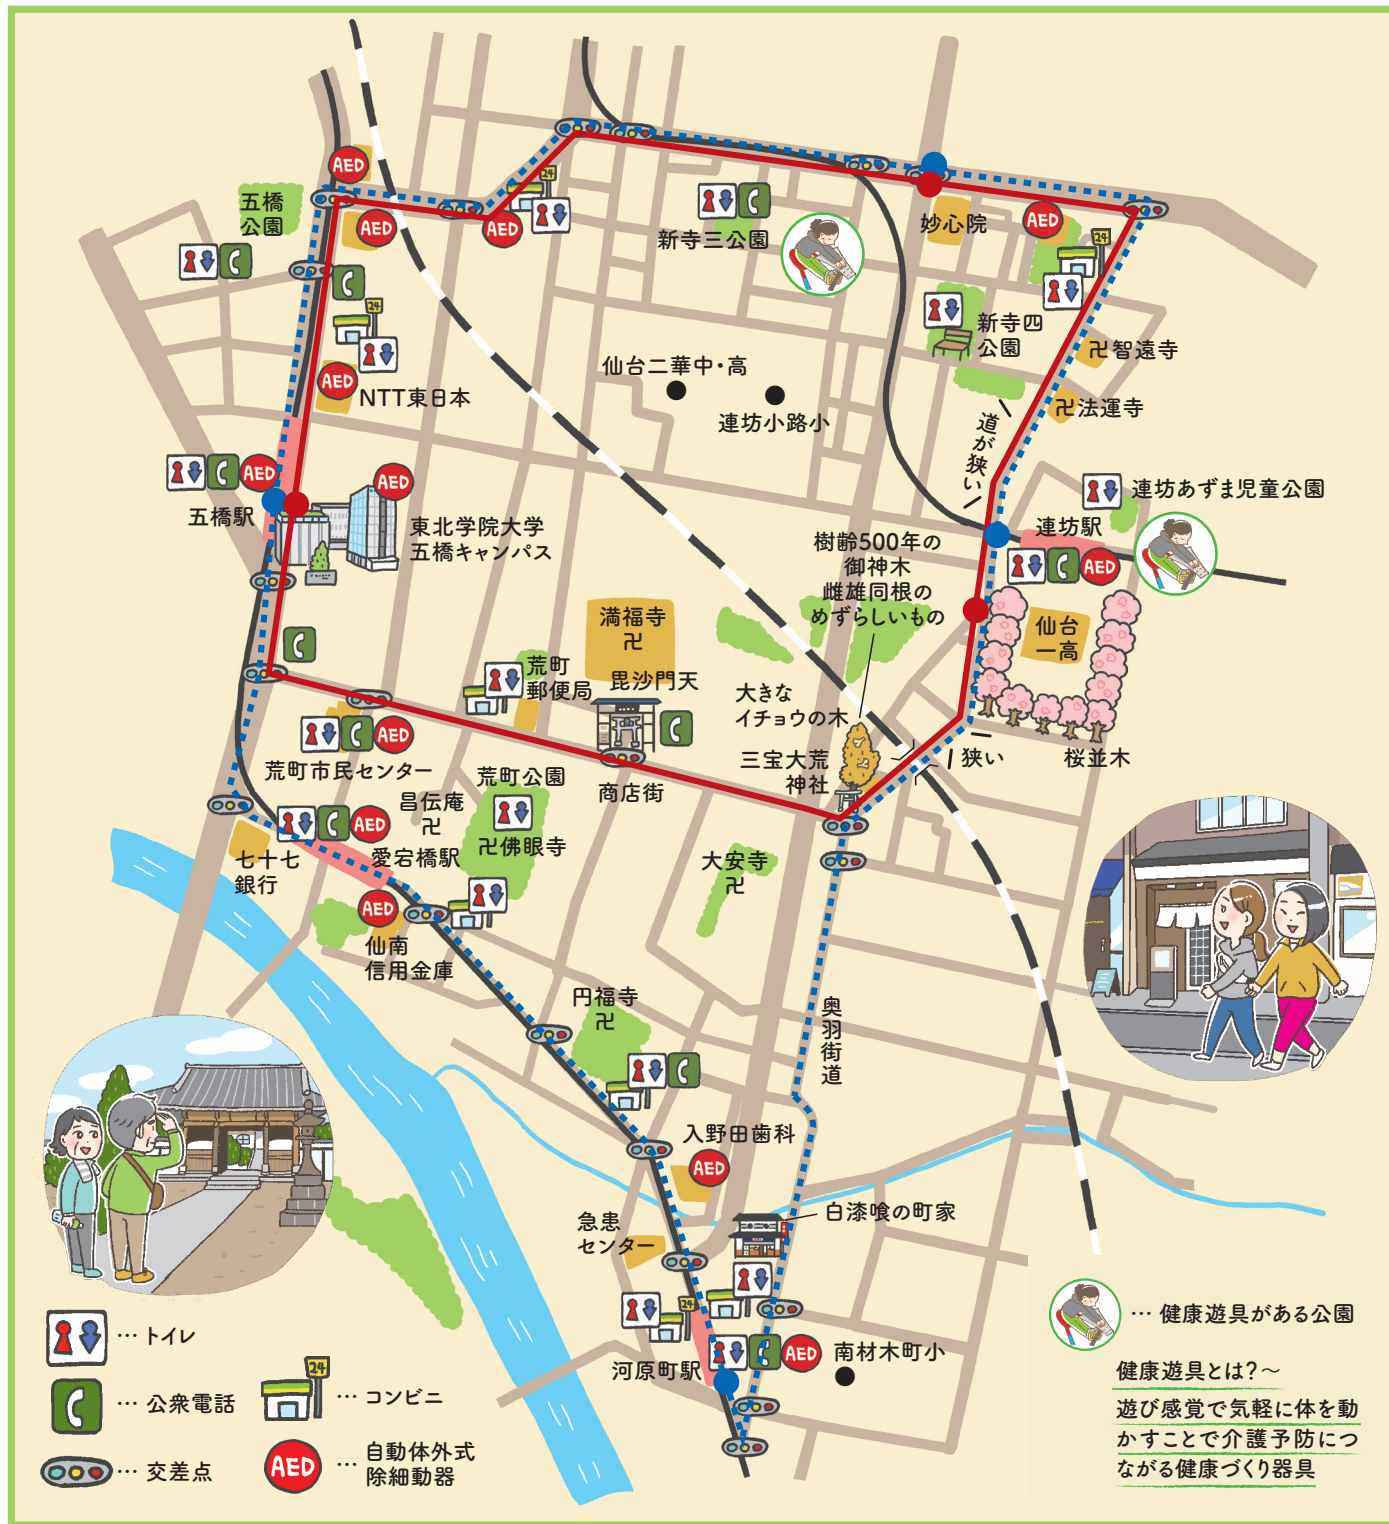 AED
五橋
公園
AED
24
AED
新寺三公園
妙心院
AED
24
新寺四
公園
卍智遠寺
卍法運寺
道が狭い
24
AED
NTT東日本
仙台二華中・高
連坊小路小
AED
五橋駅
AED
東北学院大学
五橋キャンパス
連坊あずま児童公園
連坊駅
AED
樹齢500年の
御神木
雌雄同根の
めずらしいもの
仙台
一高
満福寺
卍
荒町
郵便局
毘沙門天
大きな
イチョウの木
三宝大荒
神社
狭い
桜並木
AED
荒町市民センター
荒町公園
商店街
昌伝庵
卍
卍佛眼寺
AED
愛宕橋駅
七十七
銀行
大安寺
卍
AED
仙南
信用金庫
円福寺
卍
奥羽街道
入野田歯科
AED
白漆喰の町家
急患
センター
24
AED
河原町駅
南材木町小
…トイレ
…公衆電話
24
…コンビニ
…交差点
AED
…自動体外式
除細動器
…健康遊具がある公園
健康遊具とは?～
遊び感覚で気軽に体を動
かすことで介護予防につ
ながる健康づくり器具